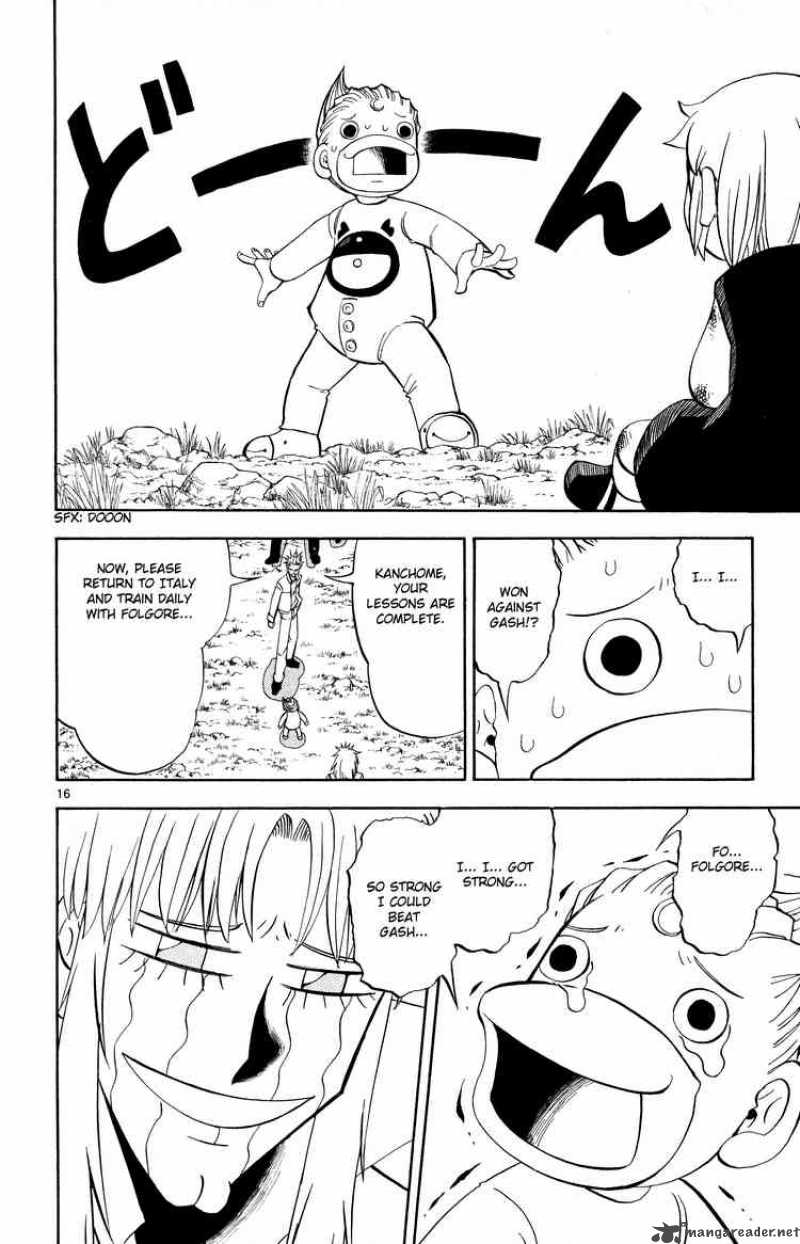 どーん
SFX: DOOON
I... I...
WON
AGAINST
GASH!?
KANCHOME,
YOUR
LESSONS ARE
COMPLETE.
NOW, PLEASE
RETURN TO ITALY
AND TRAIN DAILY
WITH FOLGORE...
16
FO...
FOLGORE...
I... I... GOT
STRONG...
SO STRONG
I COULD
BEAT
GASH...
mangareader.net